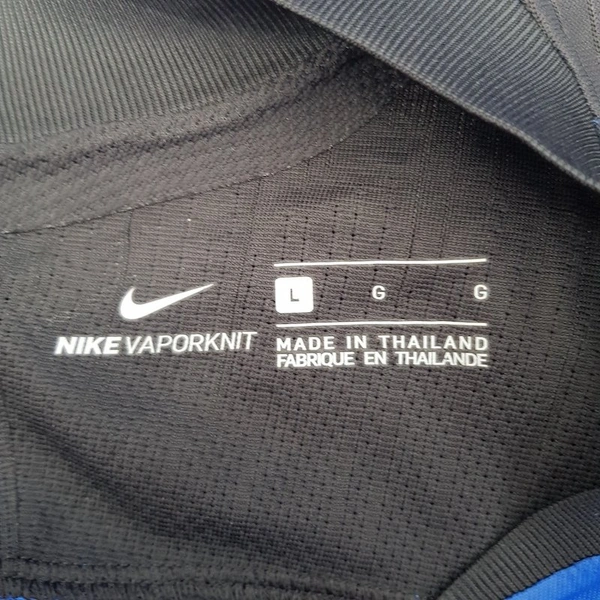 NIKE VAPORKNIT
L G G
MADE IN THAILAND
FABRIQUE EN THAILANDE